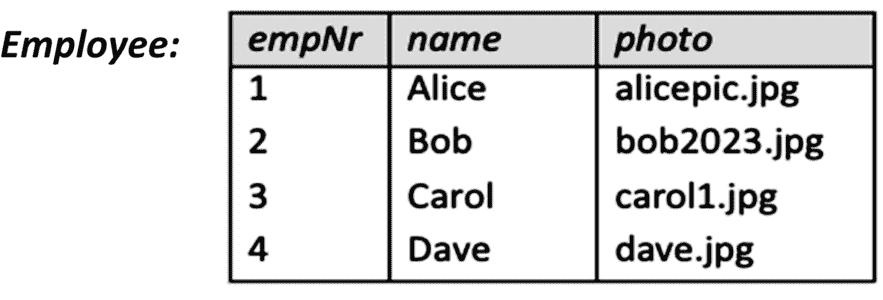 Employee: empNr name photo
1 Alice alicepic.jpg
2 Bob bob2023.jpg
3 Carol carol1.jpg
4 Dave dave.jpg